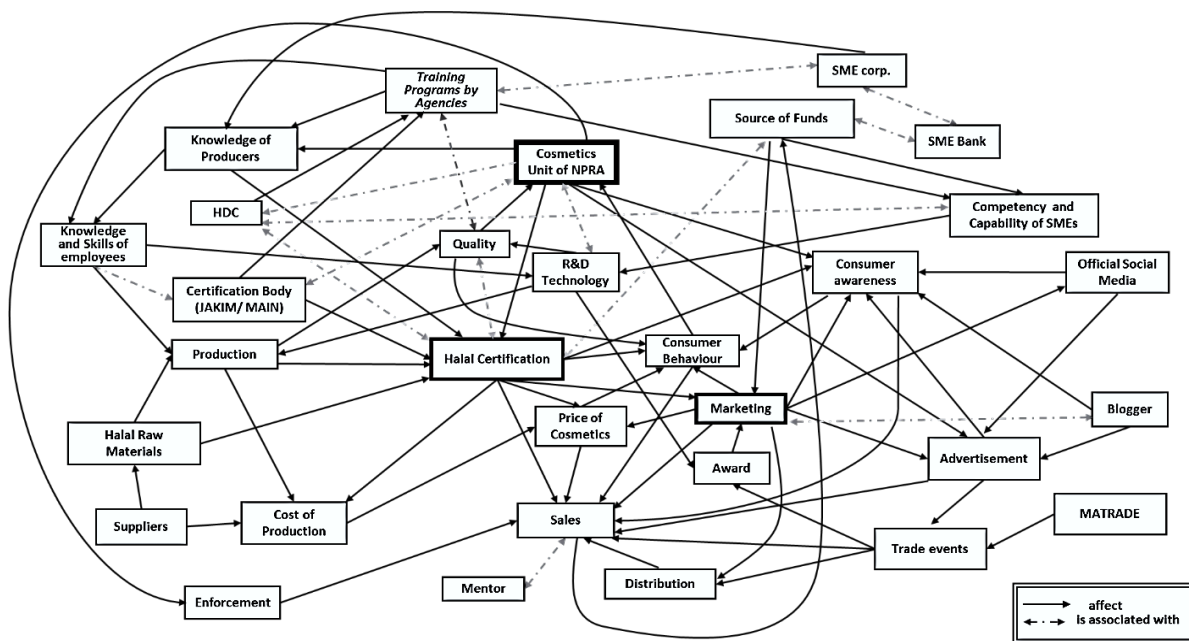 SME corp.
Training
Programs by
Agencies
Source of Funds
SME Bank
Knowledge of
Producers
Cosmetics
Unit of NPRA
HDC
Competency and
Capability of SMEs
Knowledge
and Skills of
employees
Quality
R&D
Technology
Consumer
awareness
Official Social
Media
Certification Body
(JAKIM/ MAIN)
Production
Halal Certification
Consumer
Behaviour
Marketing
Blogger
Halal Raw
Materials
Price of
Cosmetics
Award
Advertisement
Suppliers
Cost of
Production
Sales
MATRADE
Trade events
Mentor
Distribution
Enforcement
affect
is associated with